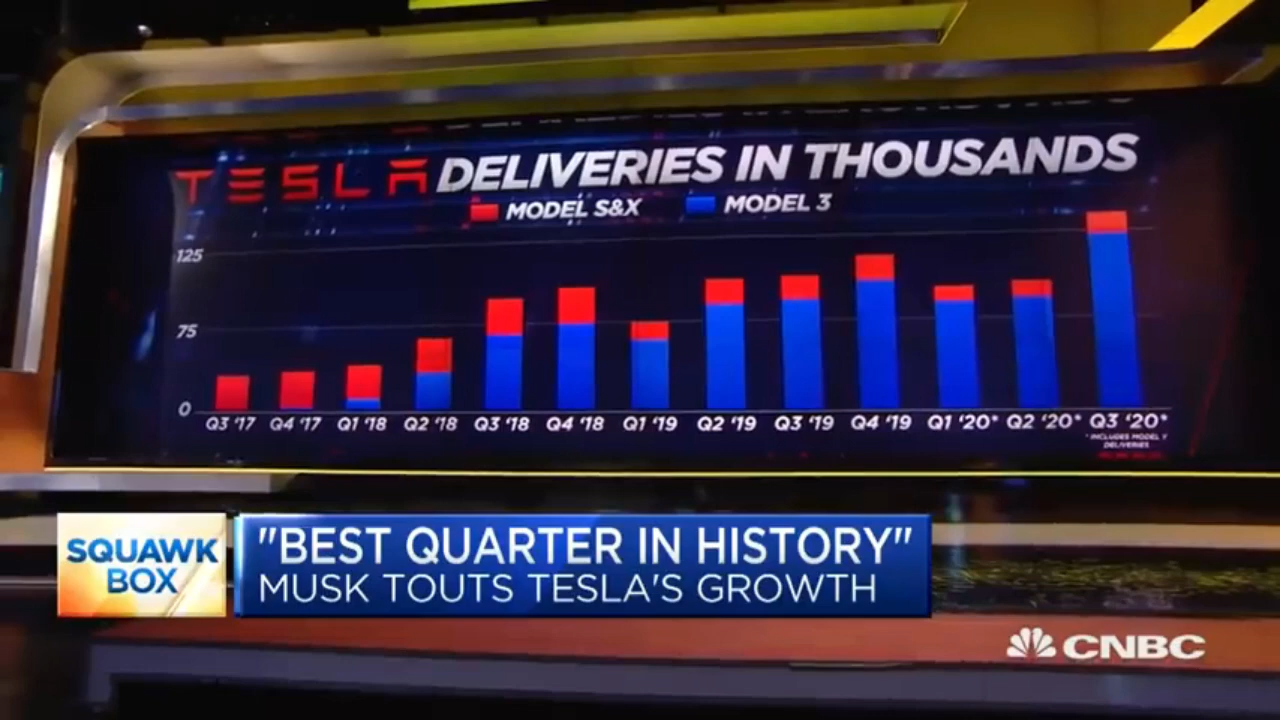 TESLA DELIVERIES IN THOUSANDS
MODEL S&X MODEL 3
125
75
0
Q3 '17 Q4 '17 Q1 '18 Q2 '18 Q3 '18 Q4 '18 Q1 '19 Q2 '19 Q3 '19 Q4 '19 Q1 '20* Q2 '20* Q3 '20*
* INCLUDES MODEL Y
DELIVERIES
SQUAWK
BOX
"BEST QUARTER IN HISTORY"
MUSK TOUTS TESLA'S GROWTH
CNBC